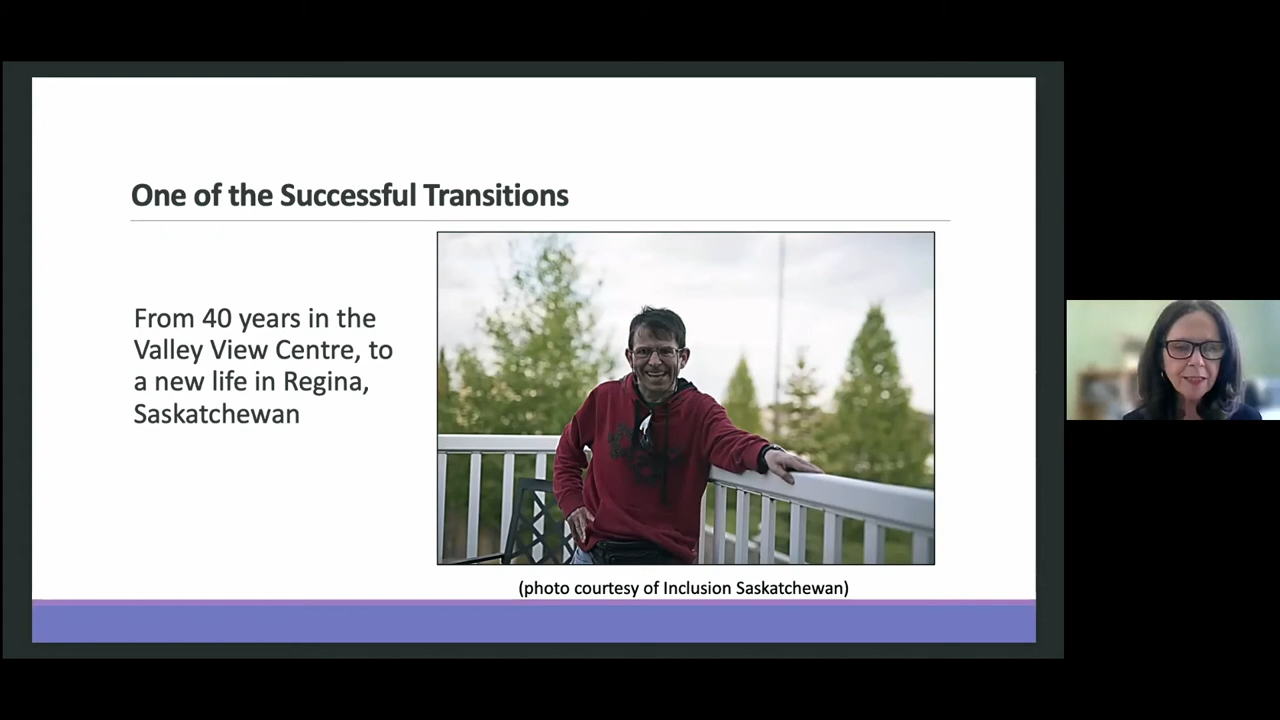 One of the Successful Transitions
From 40 years in the
Valley View Centre, to
a new life in Regina,
Saskatchewan
(photo courtesy of Inclusion Saskatchewan)